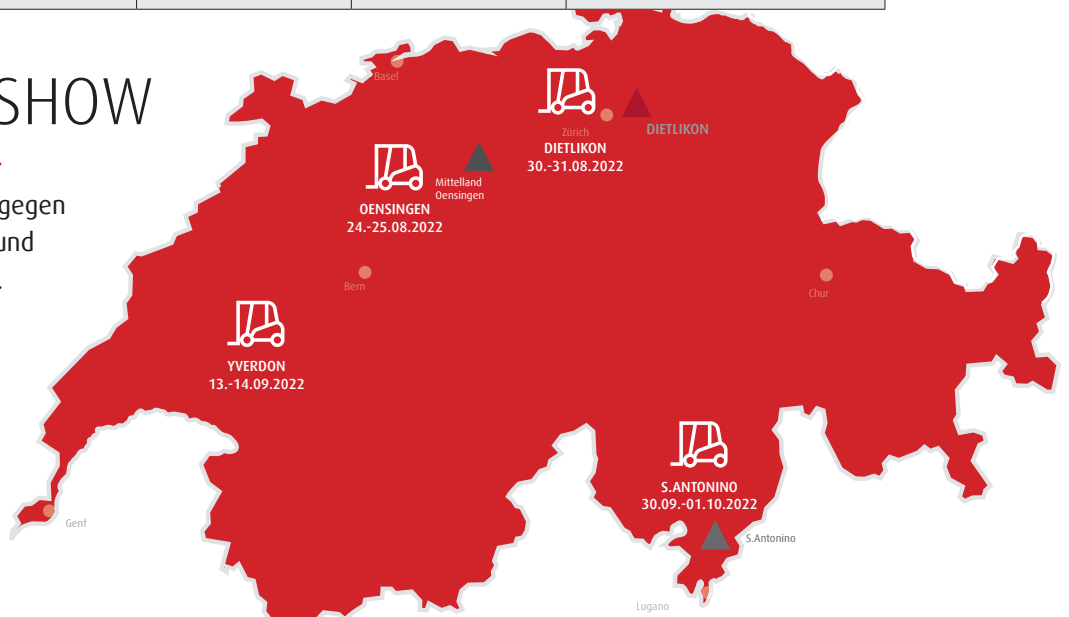 SHOW
gegen
und
.
Basel
Zürich
DIETLIKON
DIETLIKON
30.-31.08.2022
Mittelland
Oensingen
OENSINGEN
24.-25.08.2022
Bern
Chur
YVERDON
13.-14.09.2022
S.ANTONINO
30.09.-01.10.2022
S.Antonino
Genf
Lugano